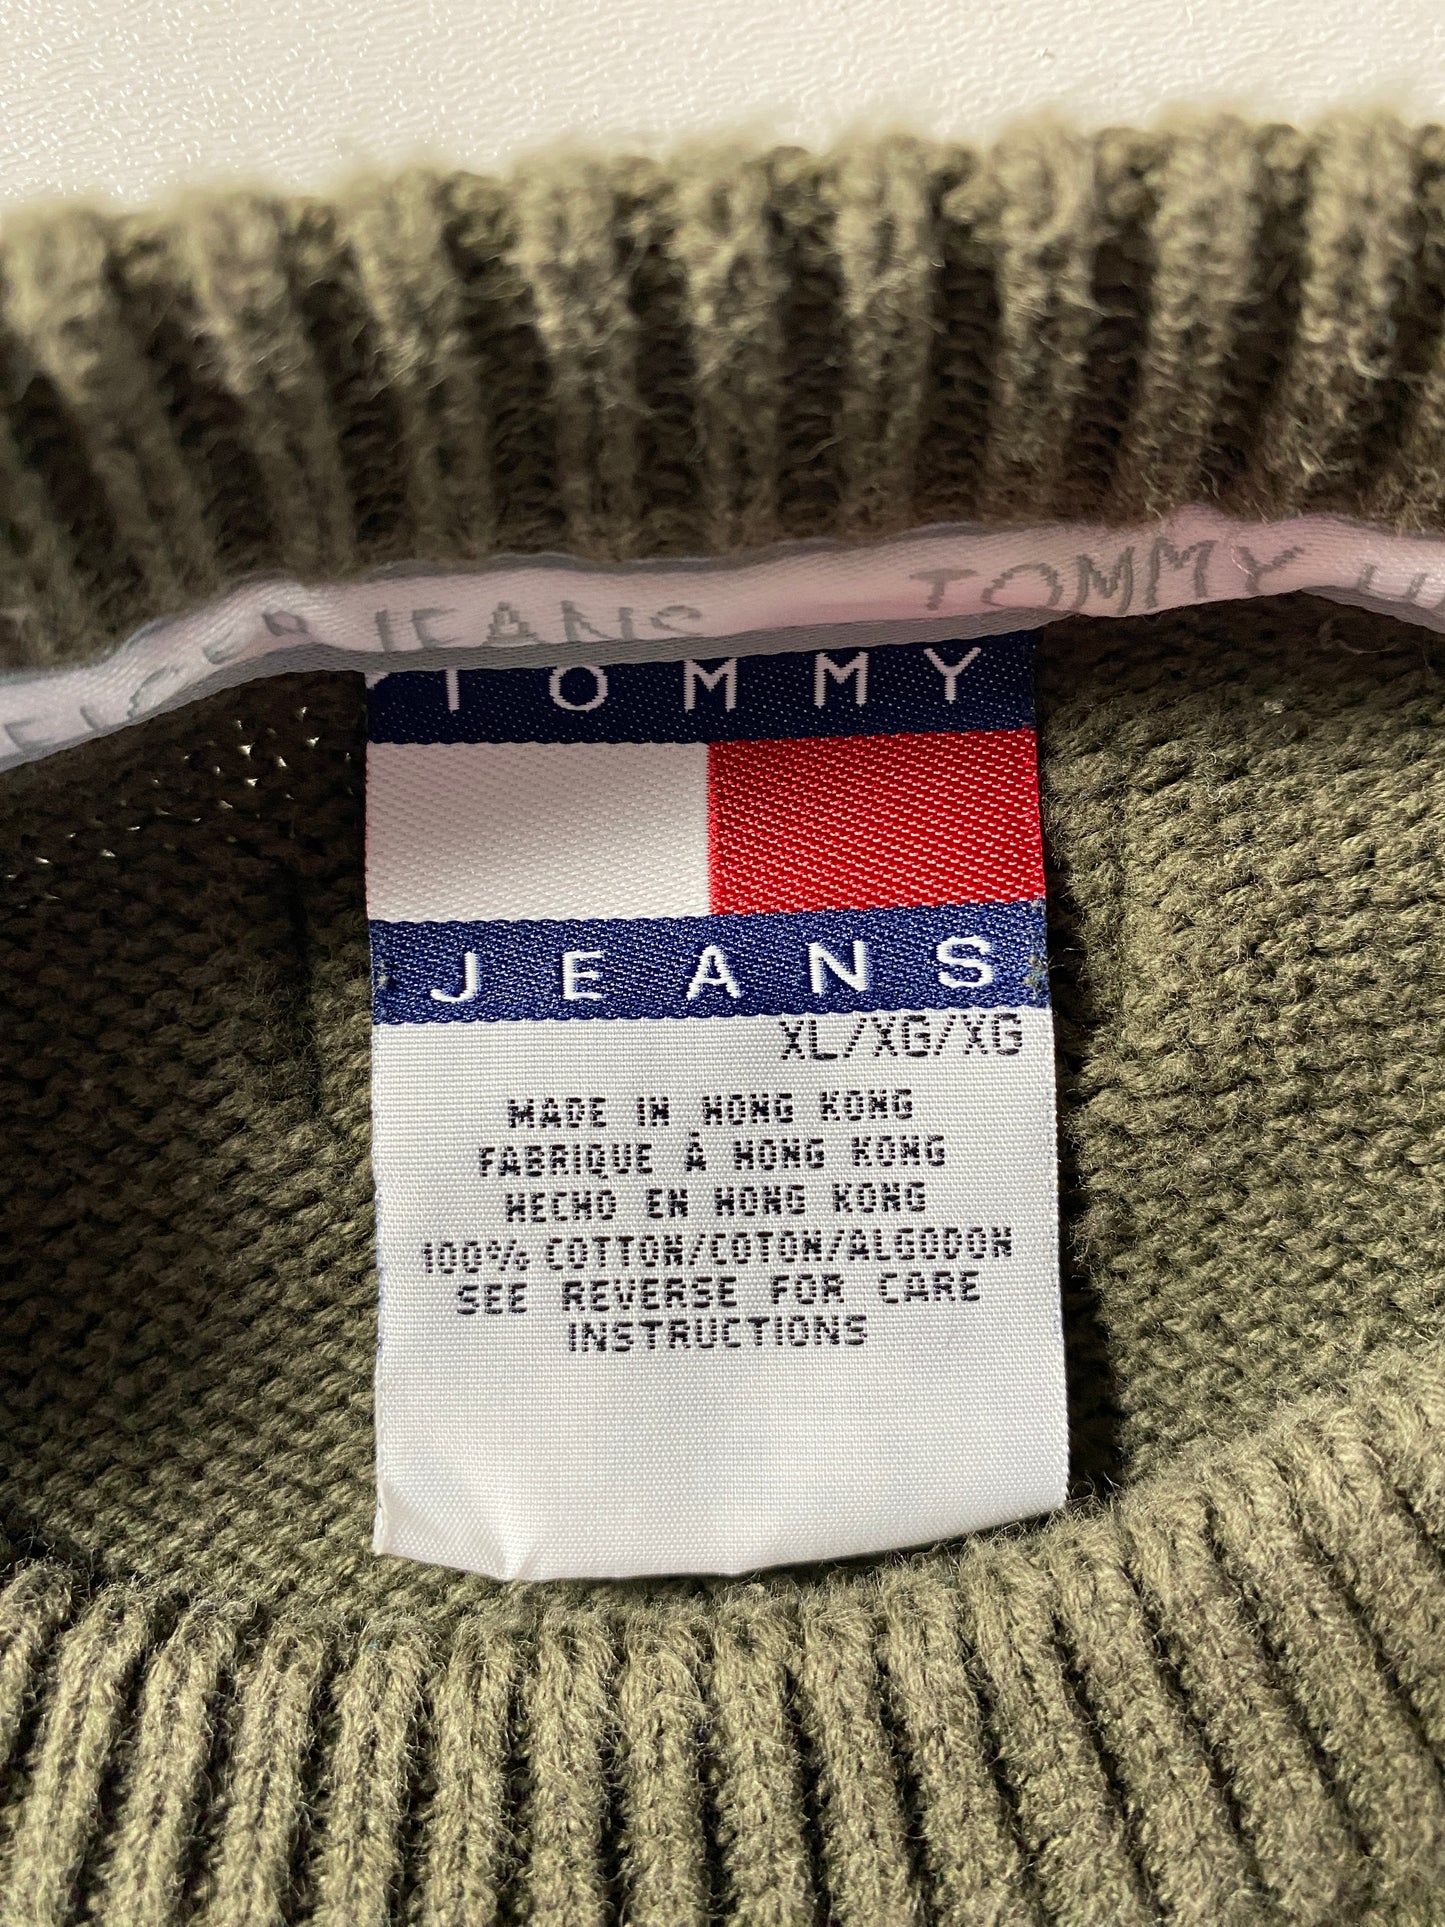 JEANS TOMMY
TOMMY
JEANS
XL/XG/XG
MADE IN HONG KONG
FABRIQUE À HONG KONG
HECHO EN HONG KONG
100% COTTON/COTON/ALGODON
SEE REVERSE FOR CARE
INSTRUCTIONS